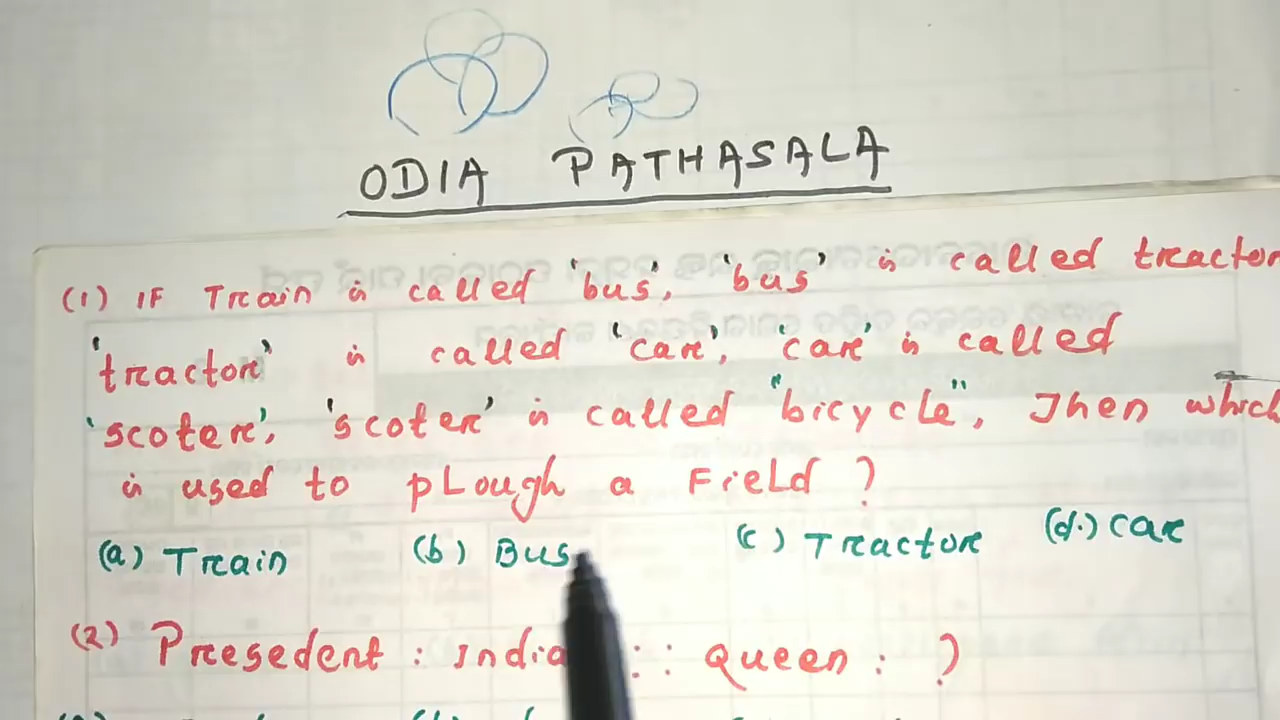 ODIA PATHASALA
(1) IF Train is called 'bus', 'bus' is called tractor
'tractor' is called 'car', 'car' is called
'scoter', 'scoter' is called "bicycle", Then which
is used to pLough a FieLd ?
(a) Train (b) Bus (c) Tractor (d.) car
(2) Presedent : India :: Queen : ?